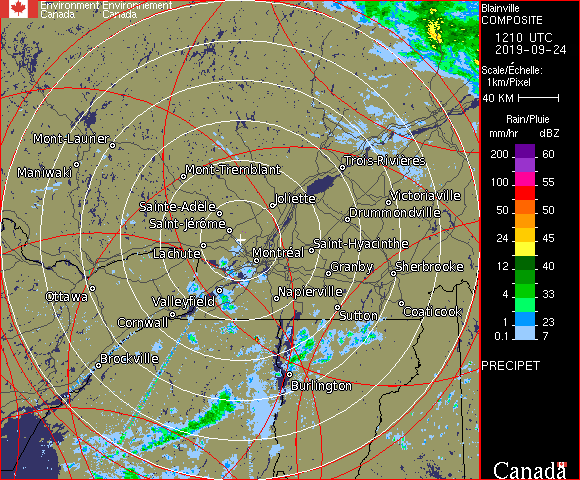 Environment Environnement
Canada Canada
Blainville
COMPOSITE
1210 UTC
2019-09-24
Scale/Échelle:
1km/Pixel
40 KM
Rain/Pluie
mm/hr dBZ
200 60
100 55
50 50
24 45
12 40
4 33
1 23
0.1 7
PRECIPET
Canada
Mont-Laurier
Maniwaki
Mont-Tremblant
Trois-Rivières
Sainte-Adèle
Joliette
Victoriaville
Saint-Jérôme
Drummondville
Lachute
Montréal
Saint-Hyacinthe
Granby
Sherbrooke
Ottawa
Valleyfield
Napierville
Cornwall
Sutton
Coaticook
Brockville
Burlington